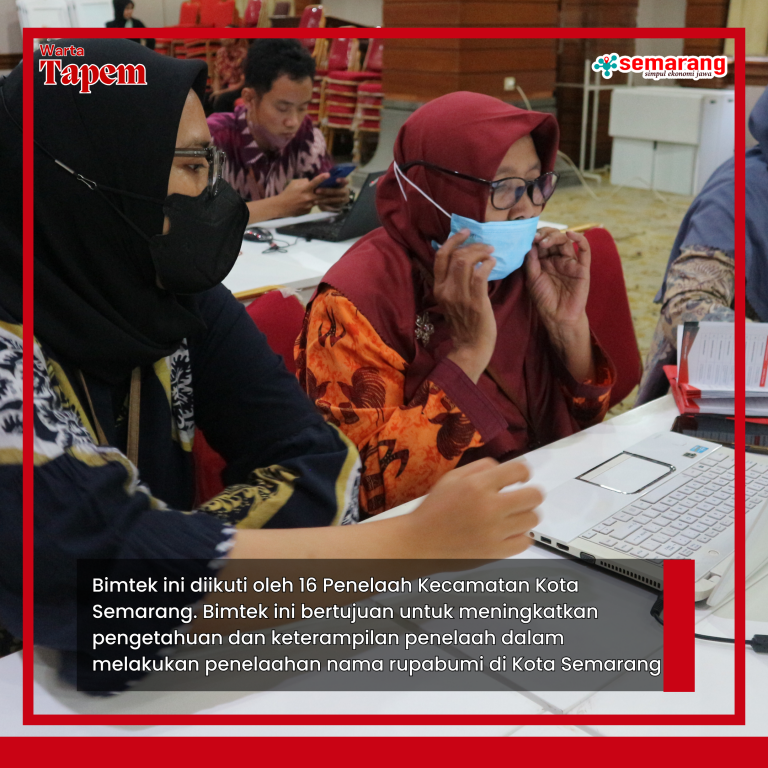 Warta
Tapem
semarang
simpul ekonomi jawa
Bimtek ini diikuti oleh 16 Penelaah Kecamatan Kota
Semarang. Bimtek ini bertujuan untuk meningkatkan
pengetahuan dan keterampilan penelaah dalam
melakukan penelaahan nama rupabumi di Kota Semarang